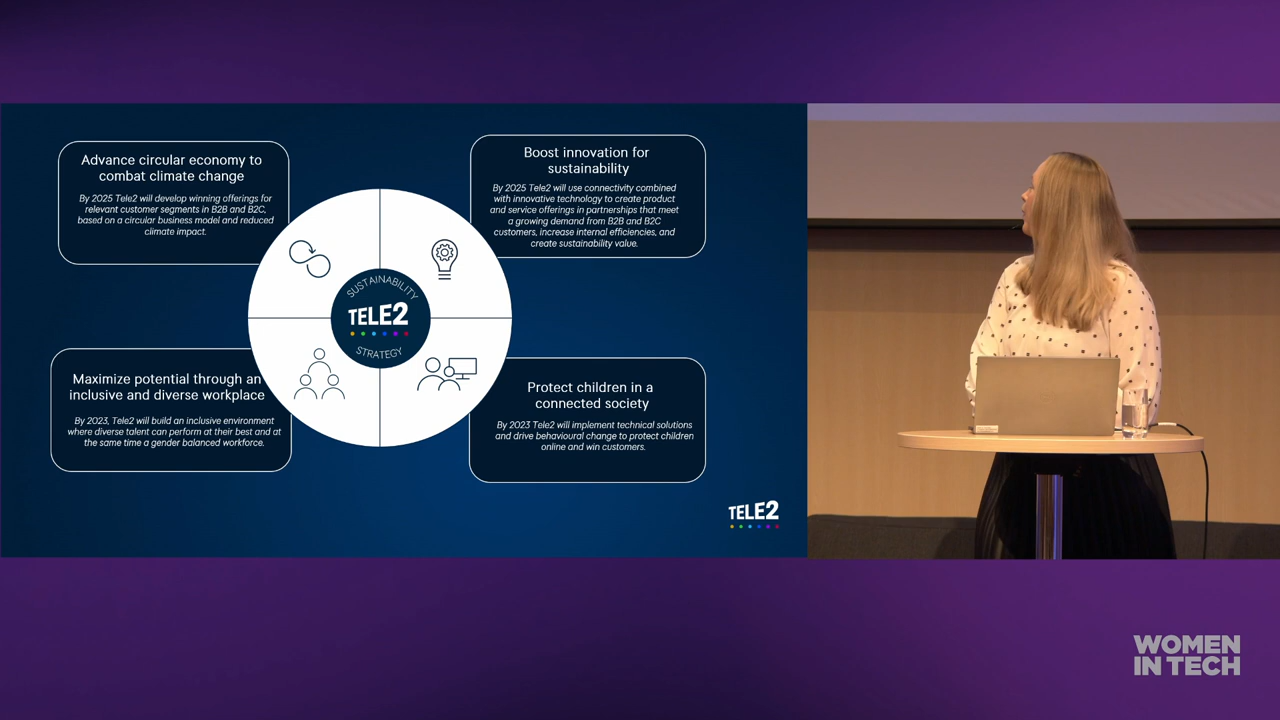 Advance circular economy to
combat climate change
By 2025 Tele2 will develop winning offerings for
relevant customer segments in B2B and B2C,
based on a circular business model and reduced
climate impact.
Boost innovation for
sustainability
By 2025 Tele2 will use connectivity combined
with innovative technology to create product
and service offerings in partnerships that meet
a growing demand from B2B and B2C
customers, increase internal efficiencies, and
create sustainability value.
SUSTAINABILITY
TELE2
STRATEGY
Maximize potential through an
inclusive and diverse workplace
By 2023, Tele2 will build an inclusive environment
where diverse talent can perform at their best and at
the same time a gender balanced workforce.
Protect children in a
connected society
By 2023 Tele2 will implement technical solutions
and drive behavioural change to protect children
online and win customers.
TELE2
WOMEN
IN TECH